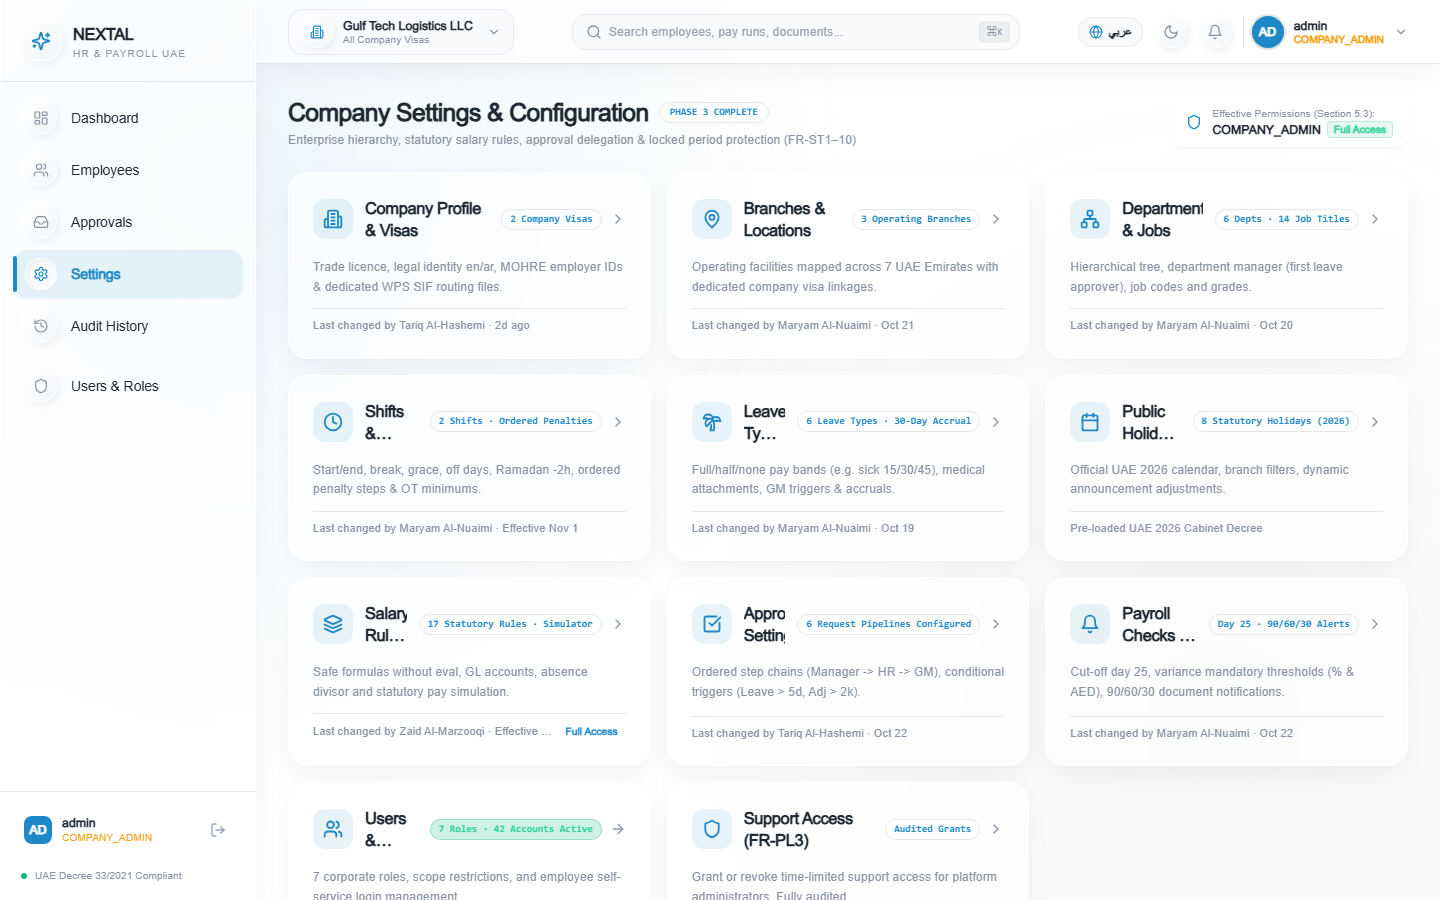 NEXTAL
HR & PAYROLL UAE
Gulf Tech Logistics LLC
All Company Visas
Search employees, pay runs, documents...
⌘K
عربي
AD
admin
COMPANY_ADMIN
Dashboard
Employees
Approvals
Settings
Audit History
Users & Roles
Company Settings & Configuration
PHASE 3 COMPLETE
Enterprise hierarchy, statutory salary rules, approval delegation & locked period protection (FR-ST1–10)
Effective Permissions (Section 5.3):
COMPANY_ADMIN Full Access
Company Profile
& Visas
2 Company Visas
Trade licence, legal identity en/ar, MOHRE employer IDs
& dedicated WPS SIF routing files.
Last changed by Tariq Al-Hashemi · 2d ago
Branches &
Locations
3 Operating Branches
Operating facilities mapped across 7 UAE Emirates with
dedicated company visa linkages.
Last changed by Maryam Al-Nuaimi · Oct 21
Department
& Jobs
6 Depts · 14 Job Titles
Hierarchical tree, department manager (first leave
approver), job codes and grades.
Last changed by Maryam Al-Nuaimi · Oct 20
Shifts
&...
2 Shifts · Ordered Penalties
Start/end, break, grace, off days, Ramadan -2h, ordered
penalty steps & OT minimums.
Last changed by Maryam Al-Nuaimi · Effective Nov 1
Leave
Ty...
6 Leave Types · 30-Day Accrual
Full/half/none pay bands (e.g. sick 15/30/45), medical
attachments, GM triggers & accruals.
Last changed by Maryam Al-Nuaimi · Oct 19
Public
Holid...
8 Statutory Holidays (2026)
Official UAE 2026 calendar, branch filters, dynamic
announcement adjustments.
Pre-loaded UAE 2026 Cabinet Decree
Salary
Rul...
17 Statutory Rules · Simulator
Safe formulas without eval, GL accounts, absence
divisor and statutory pay simulation.
Last changed by Zaid Al-Marzooqi · Effective ... Full Access
Appro
Setting
6 Request Pipelines Configured
Ordered step chains (Manager -> HR -> GM), conditional
triggers (Leave > 5d, Adj > 2k).
Last changed by Tariq Al-Hashemi · Oct 22
Payroll
Checks ...
Day 25 · 90/60/30 Alerts
Cut-off day 25, variance mandatory thresholds (% &
AED), 90/60/30 document notifications.
Last changed by Maryam Al-Nuaimi · Oct 22
Users
&...
7 Roles · 42 Accounts Active
7 corporate roles, scope restrictions, and employee self-
service login management.
Support Access
(FR-PL3)
Audited Grants
Grant or revoke time-limited support access for platform
administrators. Fully audited.
AD
admin
COMPANY_ADMIN
UAE Decree 33/2021 Compliant